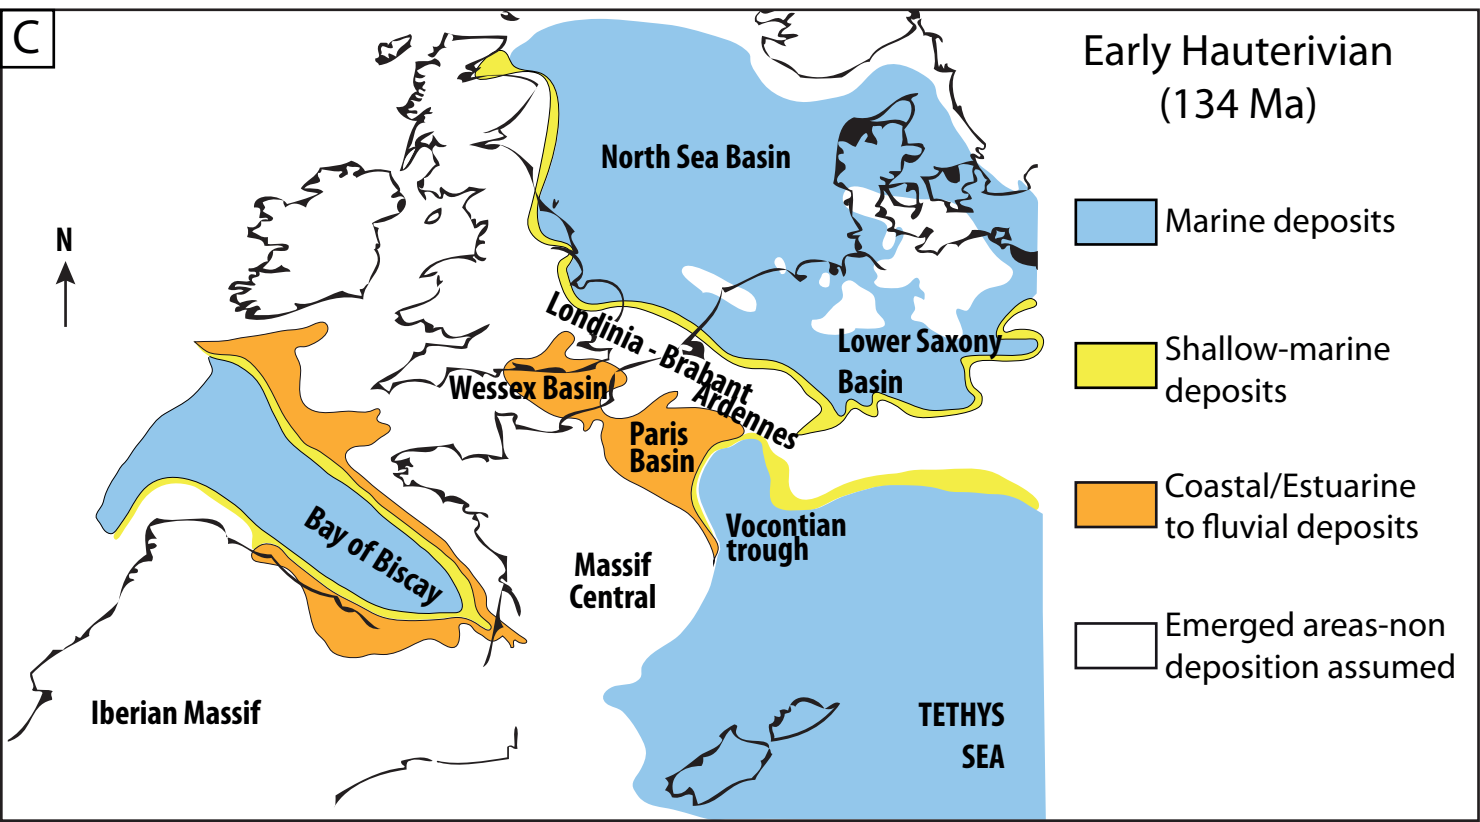 C
Early Hauterivian
(134 Ma)
North Sea Basin
N
Marine deposits
Londinia - Brabant
Ardennes
Lower Saxony
Basin
Shallow-marine
deposits
Wessex Basin
Paris
Basin
Coastal/Estuarine
to fluvial deposits
Vocontian
trough
Bay of Biscay
Massif
Central
Emerged areas-non
deposition assumed
Iberian Massif
TETHYS
SEA